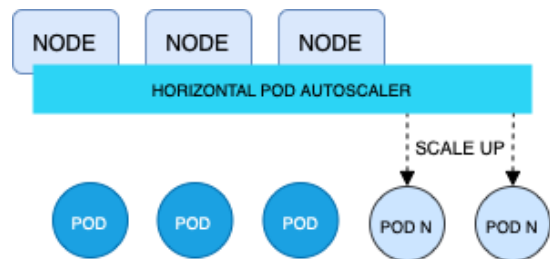 NODE
NODE
NODE
HORIZONTAL POD AUTOSCALER
SCALE UP
POD
POD
POD
POD N
POD N